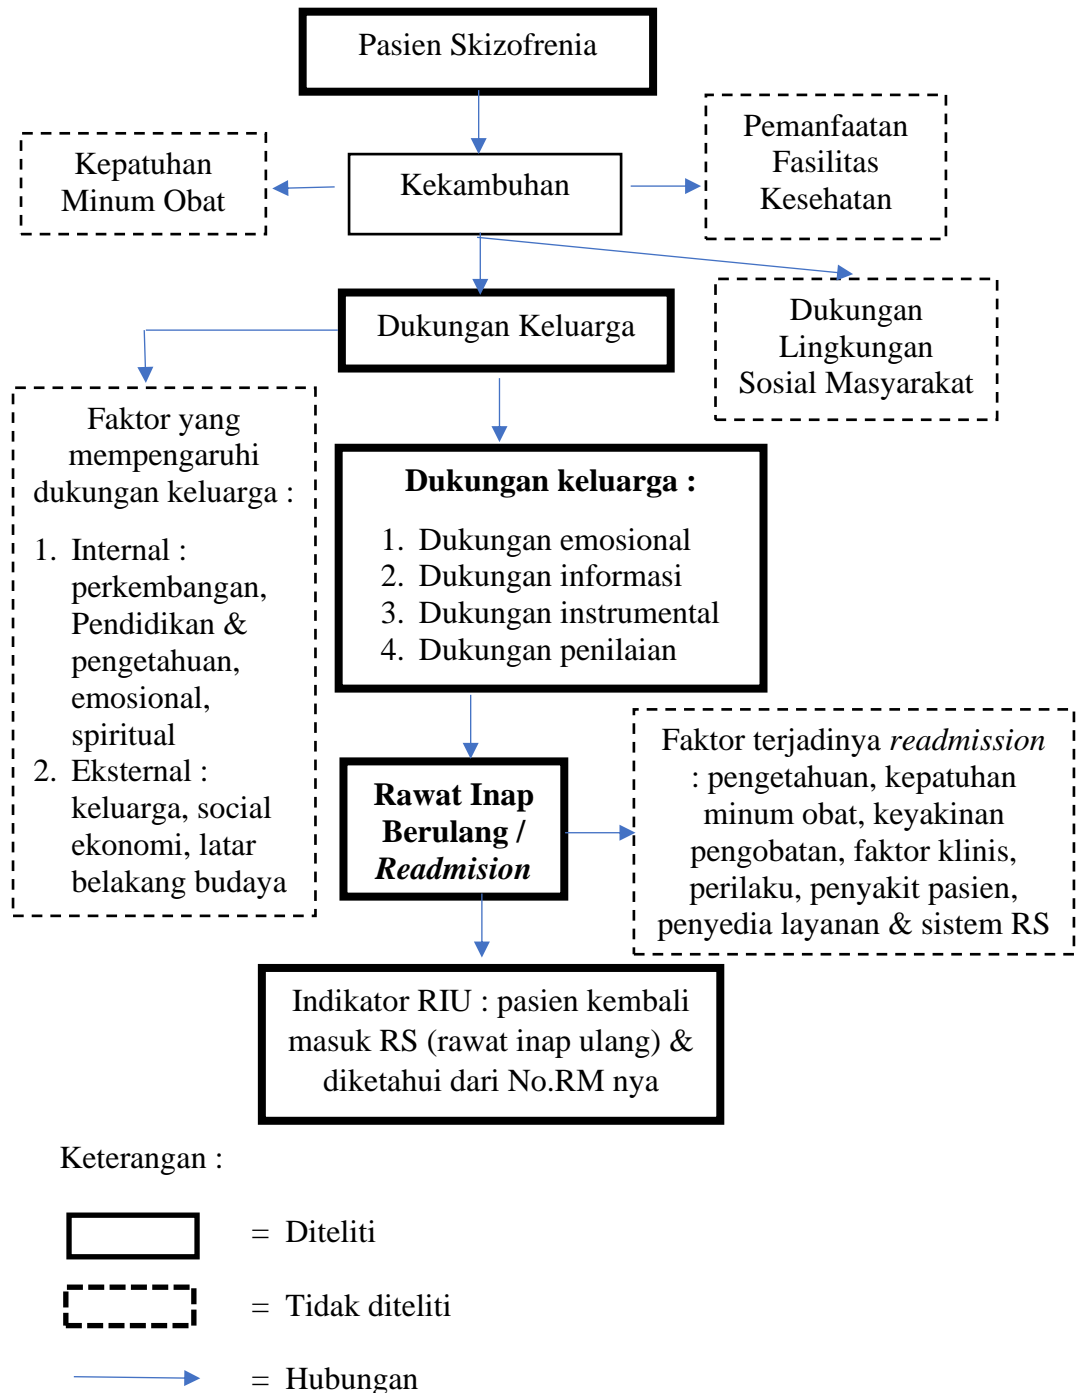 Pasien Skizofrenia
Kepatuhan
Minum Obat
Kekambuhan
Pemanfaatan
Fasilitas
Kesehatan
Dukungan Keluarga
Dukungan
Lingkungan
Sosial Masyarakat
Faktor yang
mempengaruhi
dukungan keluarga :
1. Internal :
perkembangan,
Pendidikan &
pengetahuan,
emosional,
spiritual
2. Eksternal :
keluarga, social
ekonomi, latar
belakang budaya
Dukungan keluarga :
1. Dukungan emosional
2. Dukungan informasi
3. Dukungan instrumental
4. Dukungan penilaian
Rawat Inap
Berulang /
Readmision
Faktor terjadinya readmission
: pengetahuan, kepatuhan
minum obat, keyakinan
pengobatan, faktor klinis,
perilaku, penyakit pasien,
penyedia layanan & sistem RS
Indikator RIU : pasien kembali
masuk RS (rawat inap ulang) &
diketahui dari No.RM nya
Keterangan :
= Diteliti
= Tidak diteliti
= Hubungan